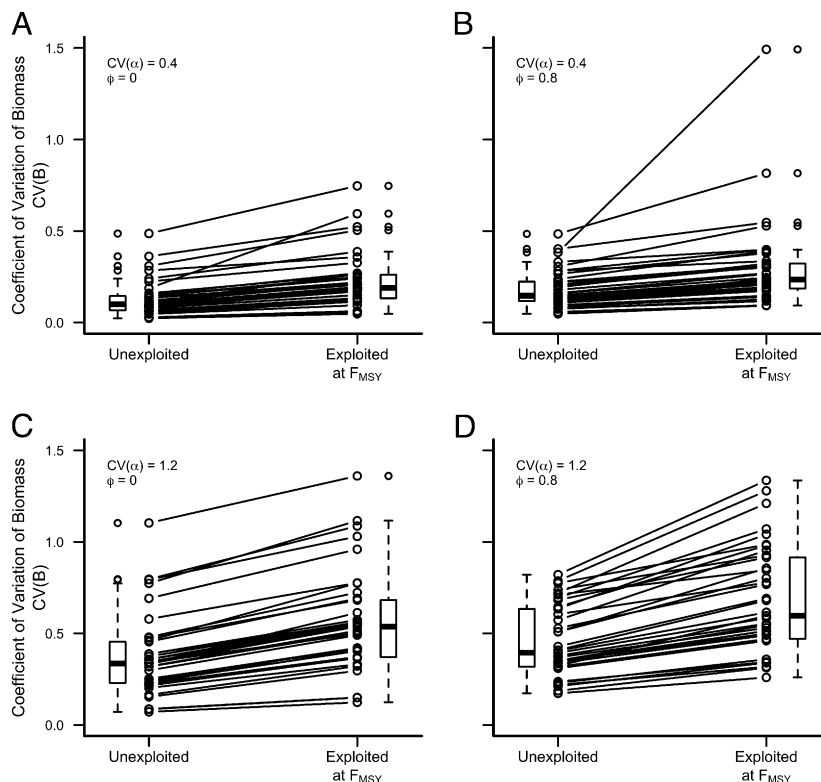 A
B
Coefficient of Variation of Biomass
CV(B)
1.5
1.0
0.5
0.0
CV(α) = 0.4
ϕ = 0
CV(α) = 0.4
ϕ = 0.8
Unexploited
Exploited
at FMSY
Unexploited
Exploited
at FMSY
C
D
Coefficient of Variation of Biomass
CV(B)
1.5
1.0
0.5
0.0
CV(α) = 1.2
ϕ = 0
CV(α) = 1.2
ϕ = 0.8
Unexploited
Exploited
at FMSY
Unexploited
Exploited
at FMSY